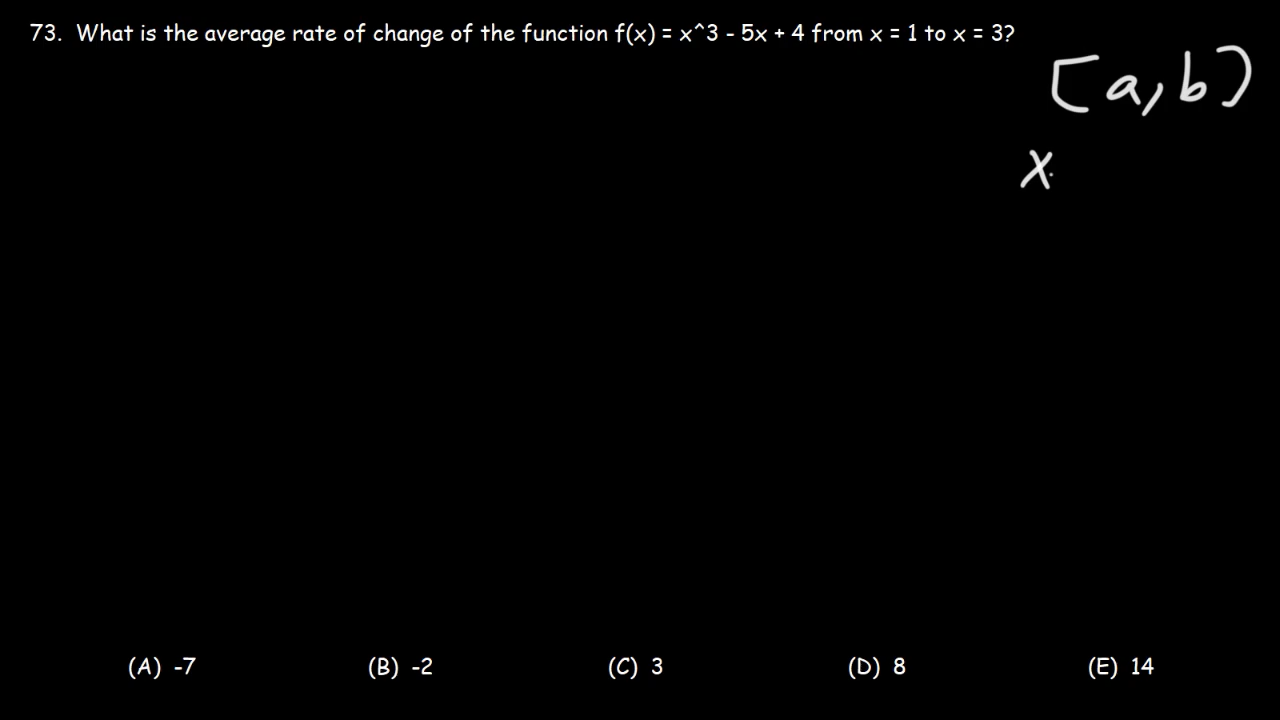 73. What is the average rate of change of the function f(x) = x^3 - 5x + 4 from x = 1 to x = 3?
[a,b]
x
(A) -7 (B) -2 (C) 3 (D) 8 (E) 14